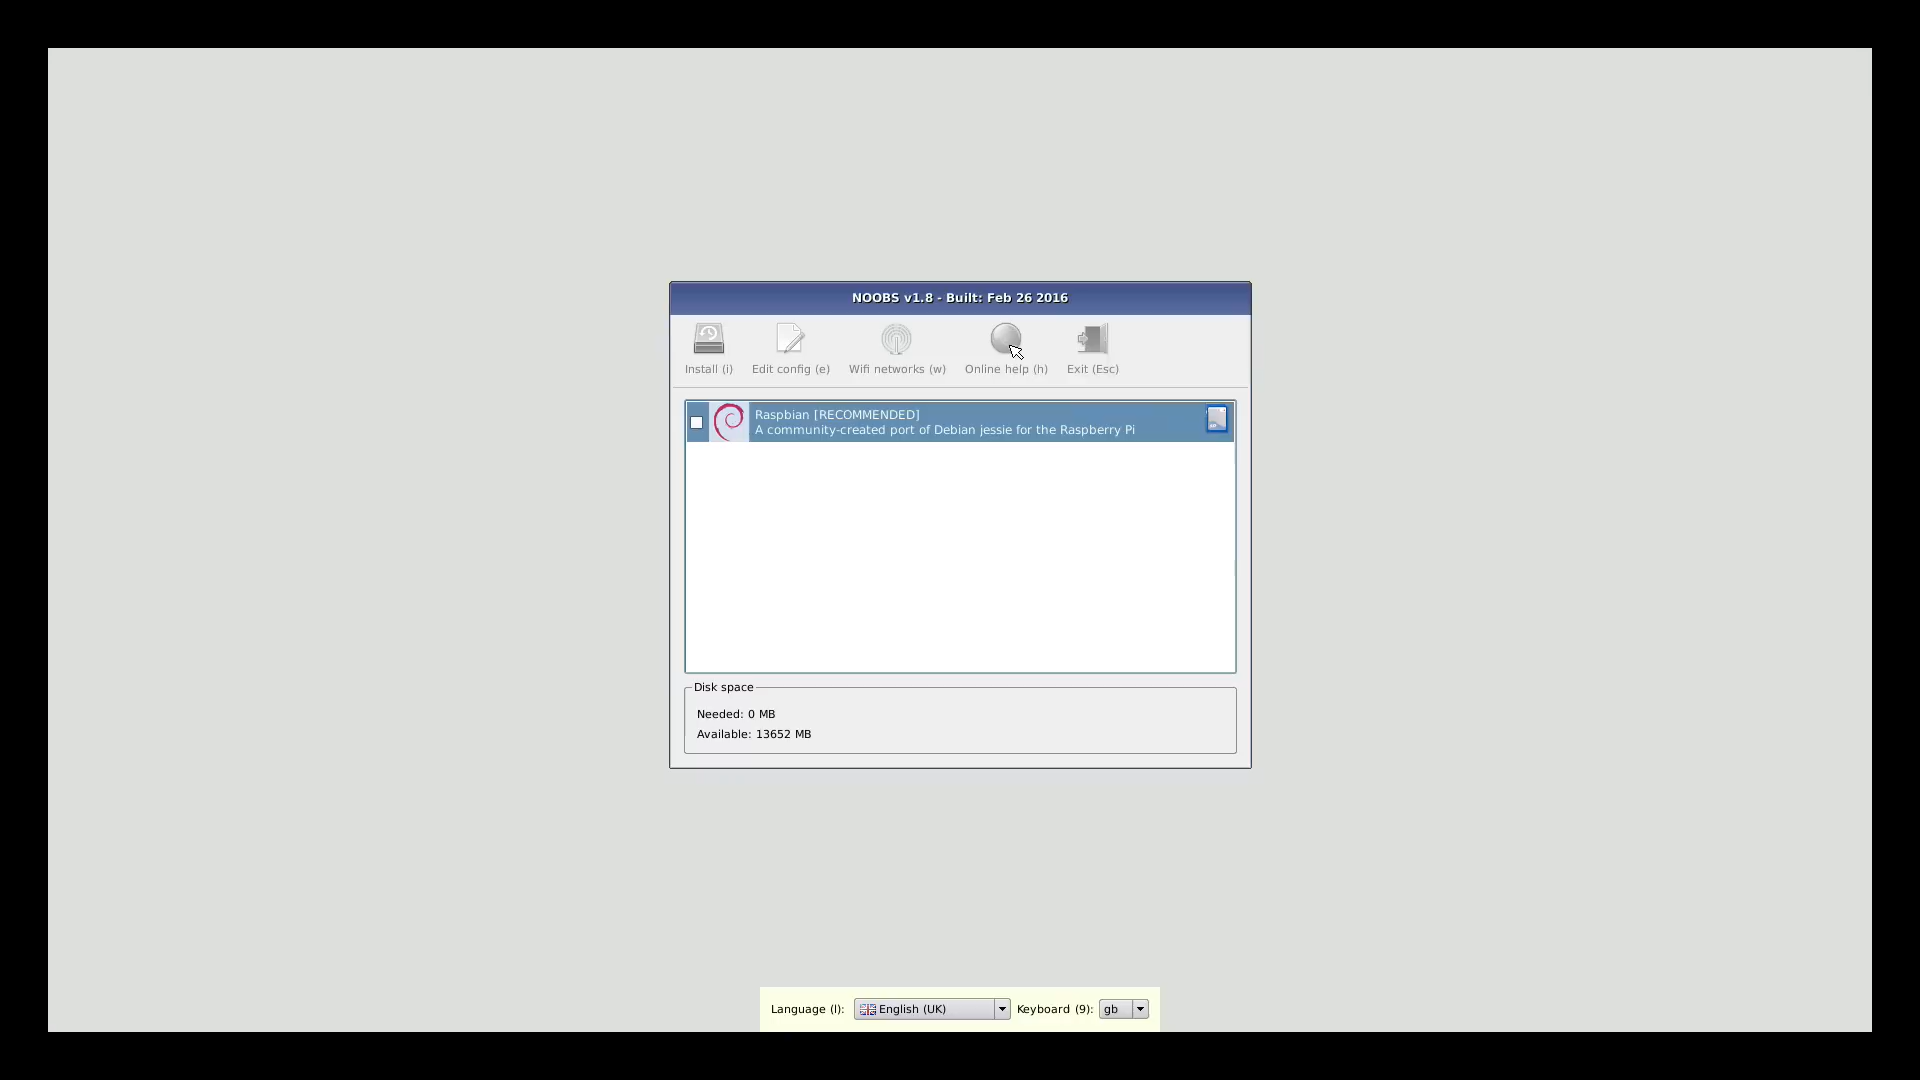 NOOBS v1.8 - Built: Feb 26 2016
Install (i) Edit config (e) Wifi networks (w) Online help (h) Exit (Esc)
Raspbian [RECOMMENDED]
A community-created port of Debian jessie for the Raspberry Pi
Disk space
Needed: 0 MB
Available: 13652 MB
Language (l): English (UK) Keyboard (9): gb